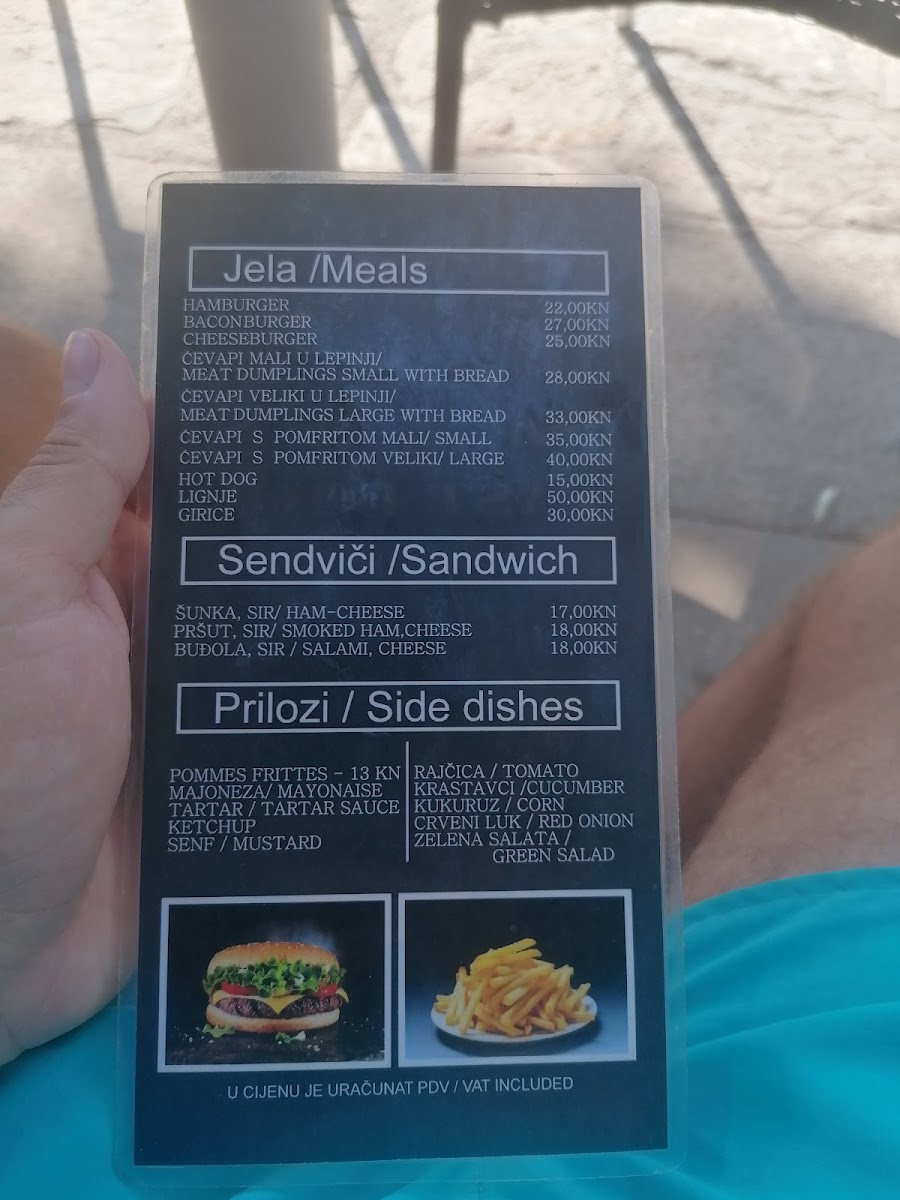 Jela /Meals
HAMBURGER 22,00KN
BACONBURGER 27,00KN
CHEESEBURGER 25,00KN
ĆEVAPI MALI U LEPINJI/
MEAT DUMPLINGS SMALL WITH BREAD 28,00KN
ĆEVAPI VELIKI U LEPINJI/
MEAT DUMPLINGS LARGE WITH BREAD 33,00KN
ĆEVAPI S POMFRITOM MALI/ SMALL 35,00KN
ĆEVAPI S POMFRITOM VELIKI/ LARGE 40,00KN
HOT DOG 15,00KN
LIGNJE 50,00KN
GIRICE 30,00KN
Sendviči /Sandwich
ŠUNKA, SIR/ HAM-CHEESE 17,00KN
PRŠUT, SIR/ SMOKED HAM,CHEESE 18,00KN
BUĐOLA, SIR / SALAMI, CHEESE 18,00KN
Prilozi / Side dishes
POMMES FRITTES - 13 KN
MAJONEZA/ MAYONAISE
TARTAR / TARTAR SAUCE
KETCHUP
SENF / MUSTARD
RAJČICA / TOMATO
KRASTAVCI /CUCUMBER
KUKURUZ / CORN
CRVENI LUK / RED ONION
ZELENA SALATA /
GREEN SALAD
U CIJENU JE URAČUNAT PDV / VAT INCLUDED